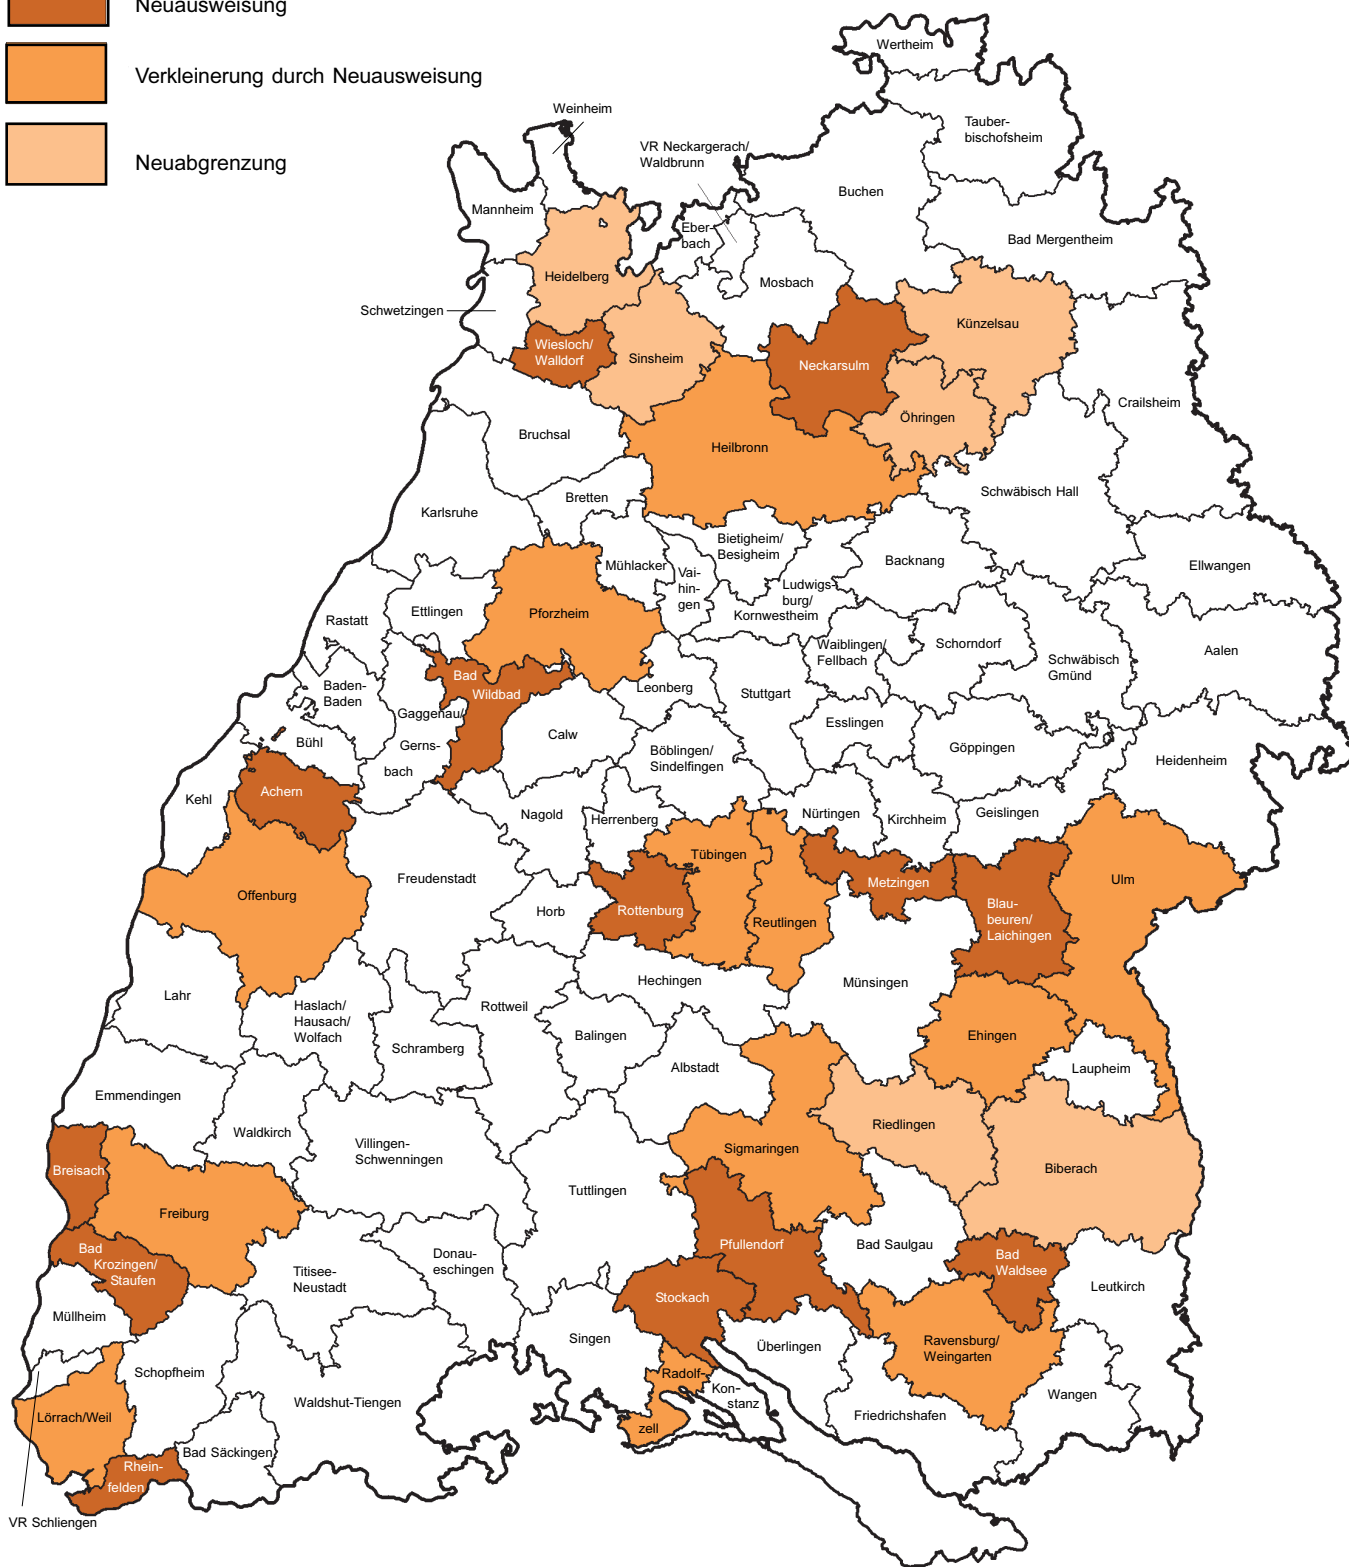 Neuausweisung
Verkleinerung durch Neuausweisung
Neuabgrenzung
Wertheim
Tauber-
bischofsheim
Weinheim
VR Neckargerach/
Waldbrunn
Buchen
Mannheim
Eber-
bach
Bad Mergentheim
Heidelberg
Mosbach
Schwetzingen
Künzelsau
Wiesloch/
Walldorf
Sinsheim
Neckarsulm
Crailsheim
Öhringen
Bruchsal
Heilbronn
Schwäbisch Hall
Bretten
Karlsruhe
Bietigheim/
Besigheim
Backnang
Mühlacker
Ellwangen
Vai-
hin-
gen
Ludwigs-
burg/
Kornwestheim
Ettlingen
Pforzheim
Rastatt
Waiblingen/
Fellbach
Schorndorf
Schwäbisch
Gmünd
Aalen
Bad
Wildbad
Baden-
Baden
Leonberg
Stuttgart
Gaggenau/
Gerns-
bach
Esslingen
Calw
Bühl
Böblingen/
Sindelfingen
Göppingen
Heidenheim
Achern
Kehl
Nagold
Herrenberg
Nürtingen
Kirchheim
Geislingen
Tübingen
Freudenstadt
Metzingen
Ulm
Offenburg
Horb
Rottenburg
Reutlingen
Blau-
beuren/
Laichingen
Hechingen
Münsingen
Lahr
Haslach/
Hausach/
Wolfach
Rottweil
Balingen
Ehingen
Schramberg
Albstadt
Laupheim
Emmendingen
Waldkirch
Villingen-
Schwenningen
Riedlingen
Sigmaringen
Breisach
Biberach
Tuttlingen
Freiburg
Bad
Krozingen/
Staufen
Donau-
eschingen
Pfullendorf
Bad Saulgau
Bad
Waldsee
Titisee-
Neustadt
Leutkirch
Stockach
Müllheim
Singen
Überlingen
Ravensburg/
Weingarten
Schopfheim
Radolf-
zell
Kon-
stanz
Wangen
Waldshut-Tiengen
Friedrichshafen
Lörrach/Weil
Bad Säckingen
Rhein-
felden
VR Schliengen